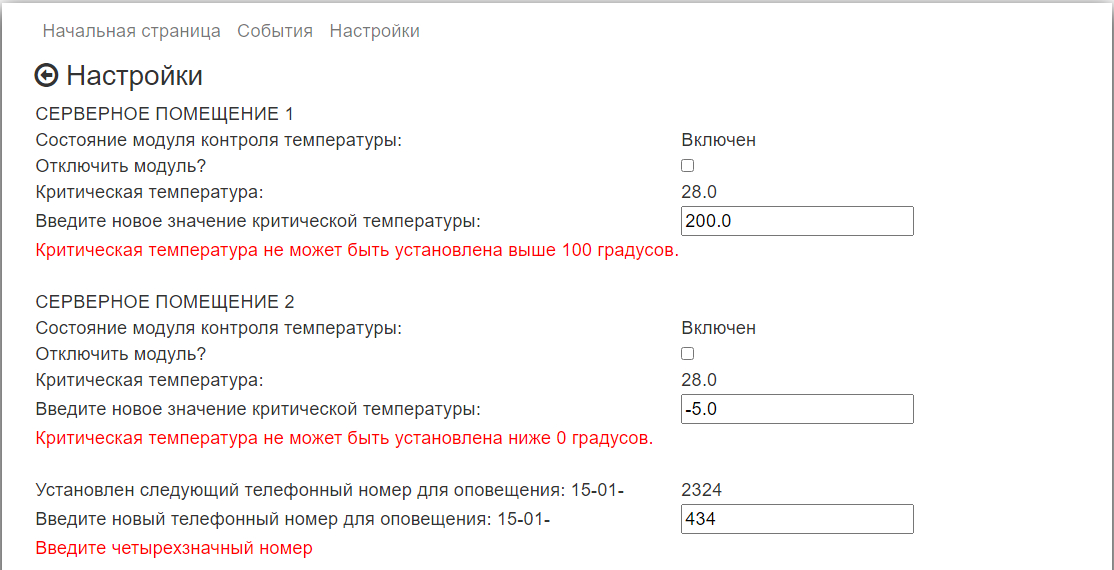 Начальная страница События Настройки
Настройки
СЕРВЕРНОЕ ПОМЕЩЕНИЕ 1
Состояние модуля контроля температуры: Включен
Отключить модуль?
Критическая температура: 28.0
Введите новое значение критической температуры: 200.0
Критическая температура не может быть установлена выше 100 градусов.
СЕРВЕРНОЕ ПОМЕЩЕНИЕ 2
Состояние модуля контроля температуры: Включен
Отключить модуль?
Критическая температура: 28.0
Введите новое значение критической температуры: -5.0
Критическая температура не может быть установлена ниже 0 градусов.
Установлен следующий телефонный номер для оповещения: 15-01- 2324
Введите новый телефонный номер для оповещения: 15-01- 434
Введите четырехзначный номер